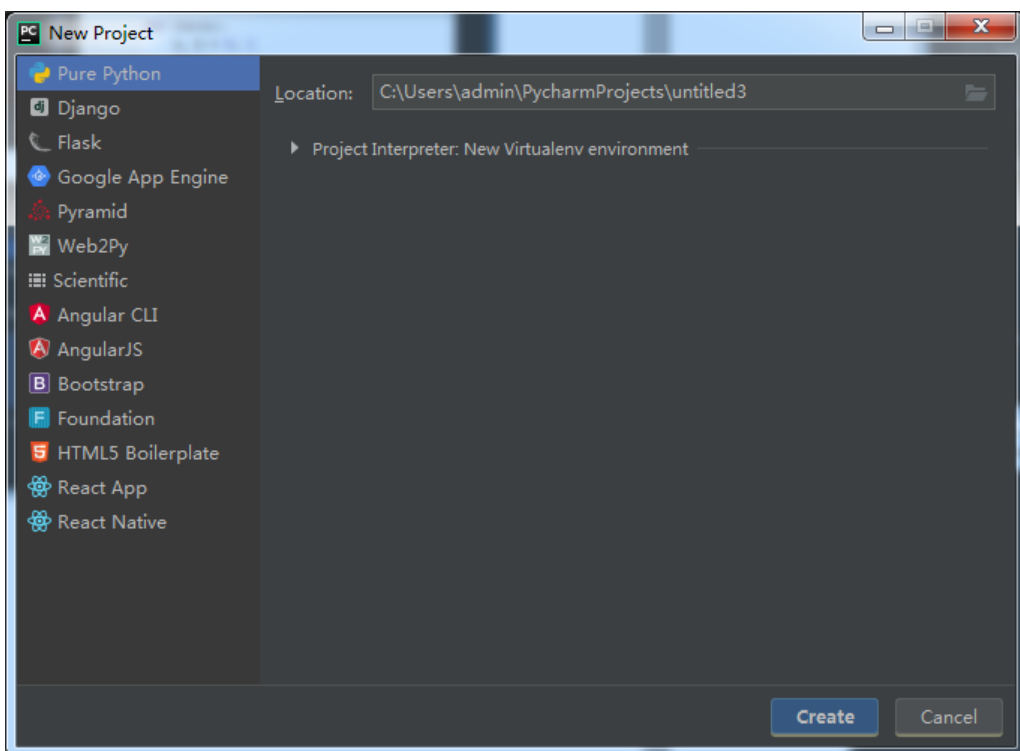 New Project
Pure Python
Django
Flask
Google App Engine
Pyramid
Web2Py
Scientific
Angular CLI
AngularJS
Bootstrap
Foundation
HTML5 Boilerplate
React App
React Native
Location: C:\Users\admin\PycharmProjects\untitled3
Project Interpreter: New Virtualenv environment
Create Cancel